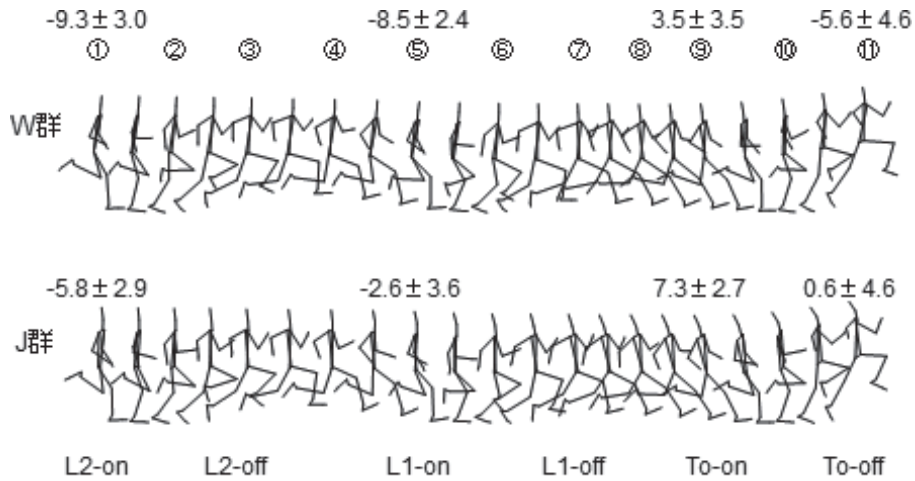 -9.3±3.0 -8.5±2.4 3.5±3.5 -5.6±4.6
① ② ③ ④ ⑤ ⑥ ⑦ ⑧ ⑨ ⑩ ⑪
W群
-5.8±2.9 -2.6±3.6 7.3±2.7 0.6±4.6
J群
L2-on L2-off L1-on L1-off To-on To-off